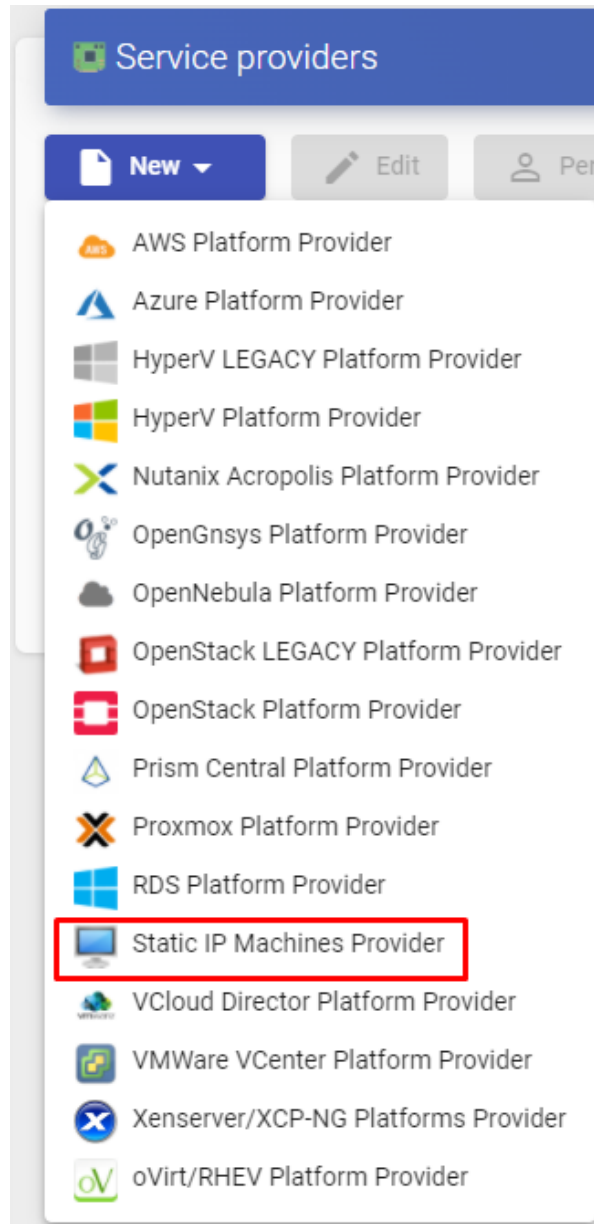 Service providers
New Edit Per
AWS Platform Provider
Azure Platform Provider
HyperV LEGACY Platform Provider
HyperV Platform Provider
Nutanix Acropolis Platform Provider
OpenGnsys Platform Provider
OpenNebula Platform Provider
OpenStack LEGACY Platform Provider
OpenStack Platform Provider
Prism Central Platform Provider
Proxmox Platform Provider
RDS Platform Provider
Static IP Machines Provider
VCloud Director Platform Provider
VMWare VCenter Platform Provider
Xenserver/XCP-NG Platforms Provider
oVirt/RHEV Platform Provider